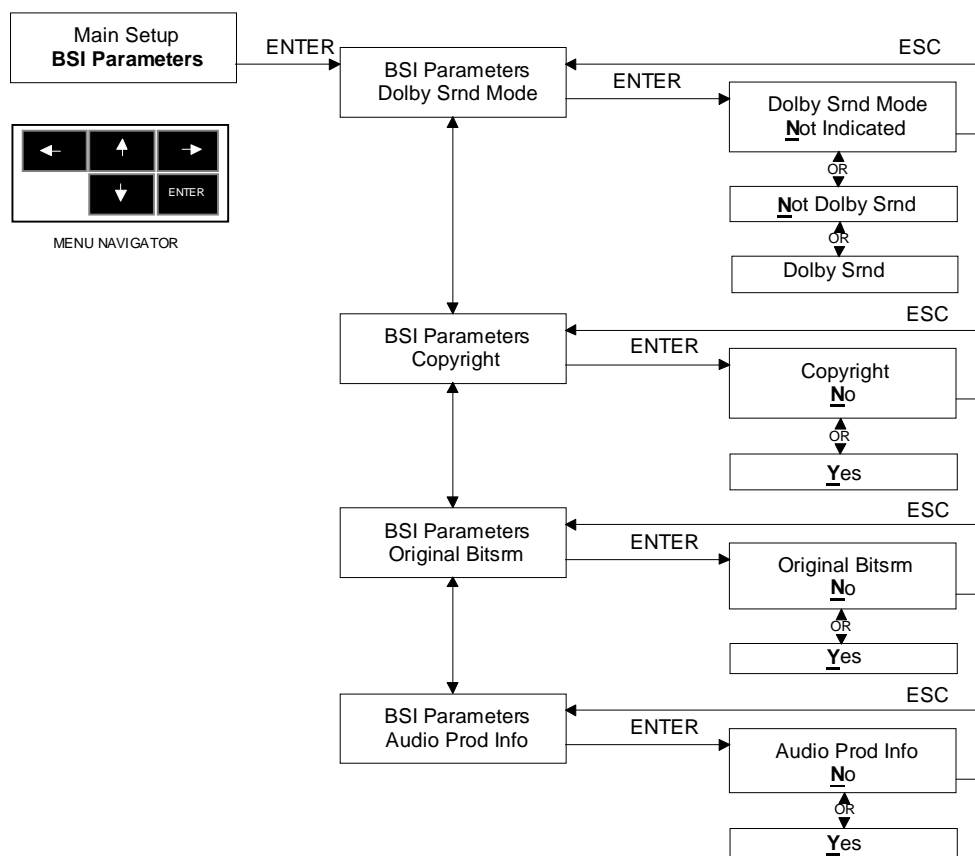 Main Setup
BSI Parameters
ENTER
BSI Parameters
Dolby Srnd Mode
ESC
ENTER
Dolby Srnd Mode
Not Indicated
OR
Not Dolby Srnd
OR
Dolby Srnd
ENTER
MENU NAVIGATOR
BSI Parameters
Copyright
ESC
ENTER
Copyright
No
OR
Yes
BSI Parameters
Original Bitsrm
ESC
ENTER
Original Bitsrm
No
OR
Yes
BSI Parameters
Audio Prod Info
ESC
ENTER
Audio Prod Info
No
OR
Yes